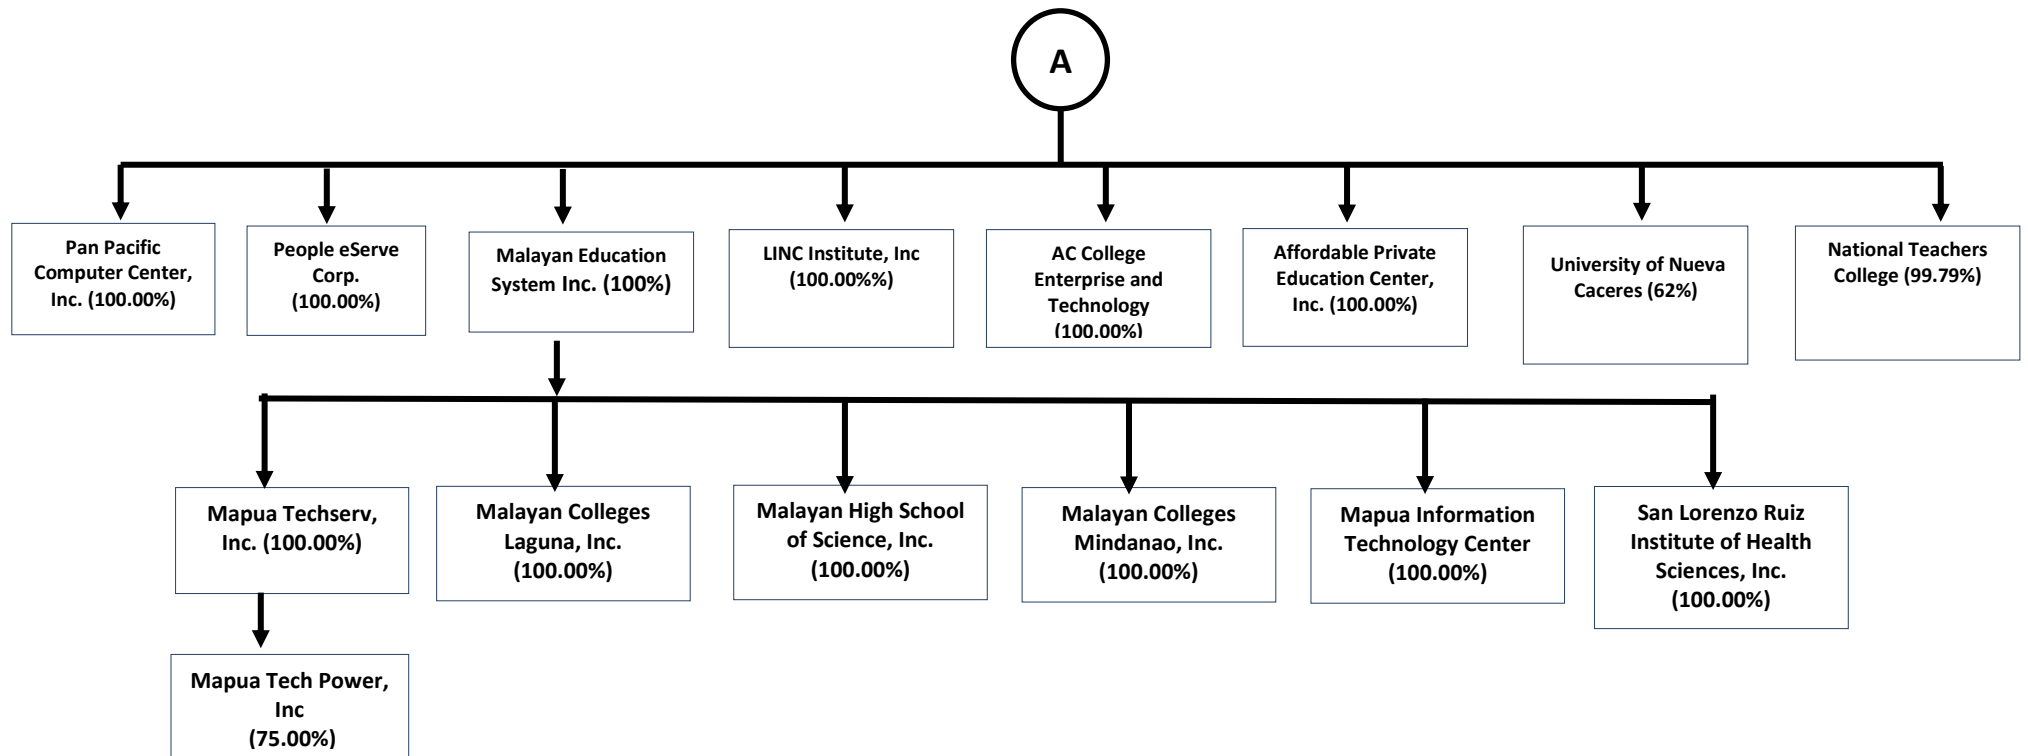 A
Pan Pacific
Computer Center,
Inc. (100.00%)
People eServe
Corp.
(100.00%)
Malayan Education
System Inc. (100%)
LINC Institute, Inc
(100.00%%)
AC College
Enterprise and
Technology
(100.00%)
Affordable Private
Education Center,
Inc. (100.00%)
University of Nueva
Caceres (62%)
National Teachers
College (99.79%)
Mapua Techserv,
Inc. (100.00%)
Malayan Colleges
Laguna, Inc.
(100.00%)
Malayan High School
of Science, Inc.
(100.00%)
Malayan Colleges
Mindanao, Inc.
(100.00%)
Mapua Information
Technology Center
(100.00%)
San Lorenzo Ruiz
Institute of Health
Sciences, Inc.
(100.00%)
Mapua Tech Power,
Inc
(75.00%)